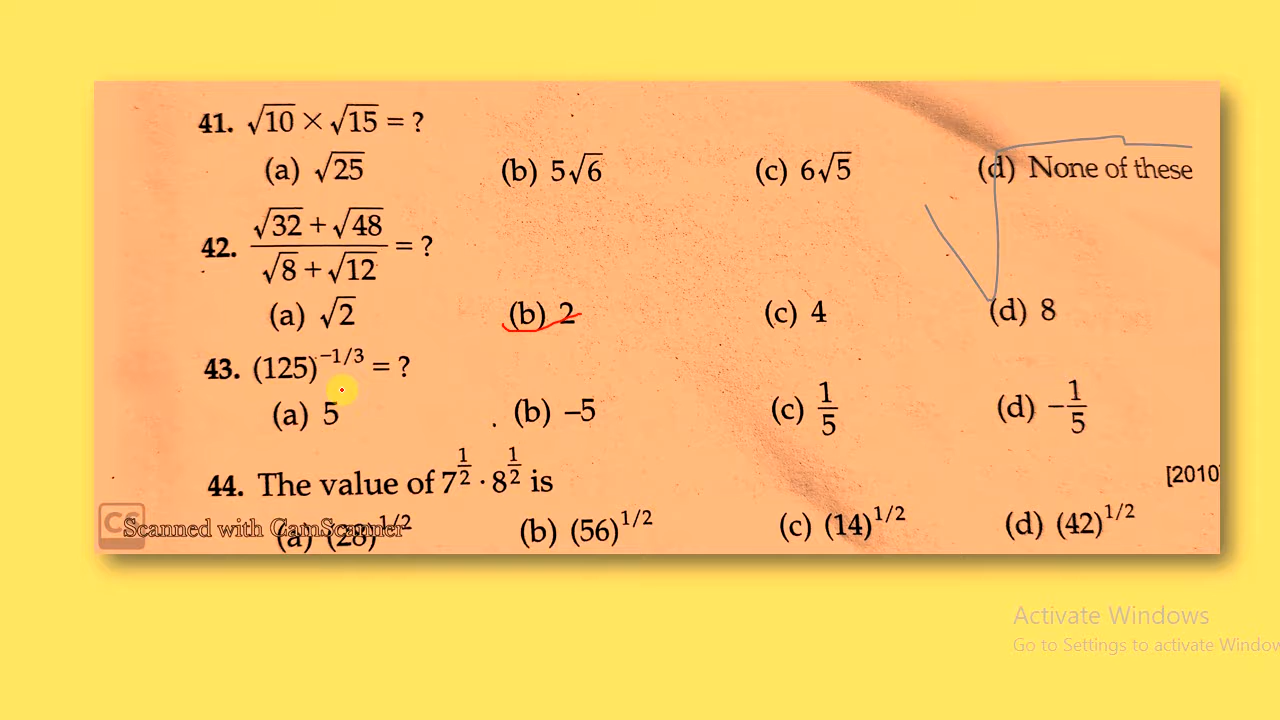 41. √10 × √15 = ?
(a) √25 (b) 5√6 (c) 6√5 (d) None of these
42. (√32 + √48) / (√8 + √12) = ?
(a) √2 (b) 2 (c) 4 (d) 8
43. (125)^(-1/3) = ?
(a) 5 (b) –5 (c) 1/5 (d) –1/5
44. The value of 7^(1/2) · 8^(1/2) is [2010
(a) (28)^(1/2) (b) (56)^(1/2) (c) (14)^(1/2) (d) (42)^(1/2)
CS Scanned with CamScanner
Activate Windows
Go to Settings to activate Window